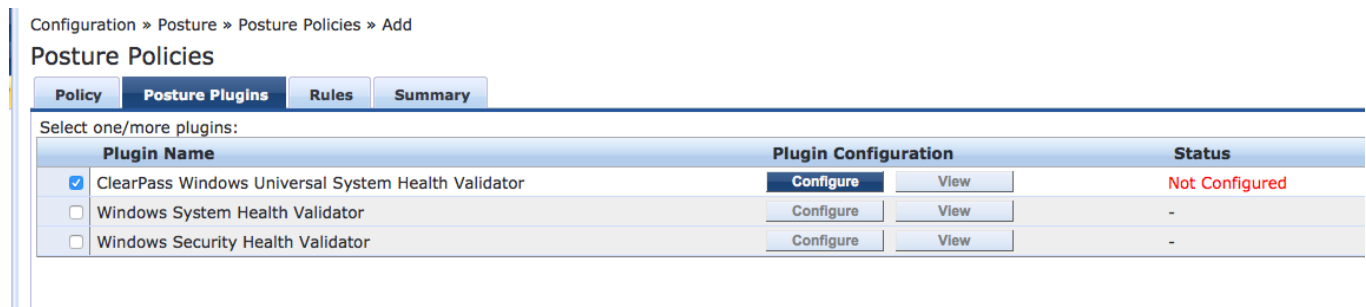 Configuration » Posture » Posture Policies » Add
Posture Policies
Policy Posture Plugins Rules Summary
Select one/more plugins:
Plugin Name Plugin Configuration Status
ClearPass Windows Universal System Health Validator Configure View Not Configured
Windows System Health Validator Configure View -
Windows Security Health Validator Configure View -